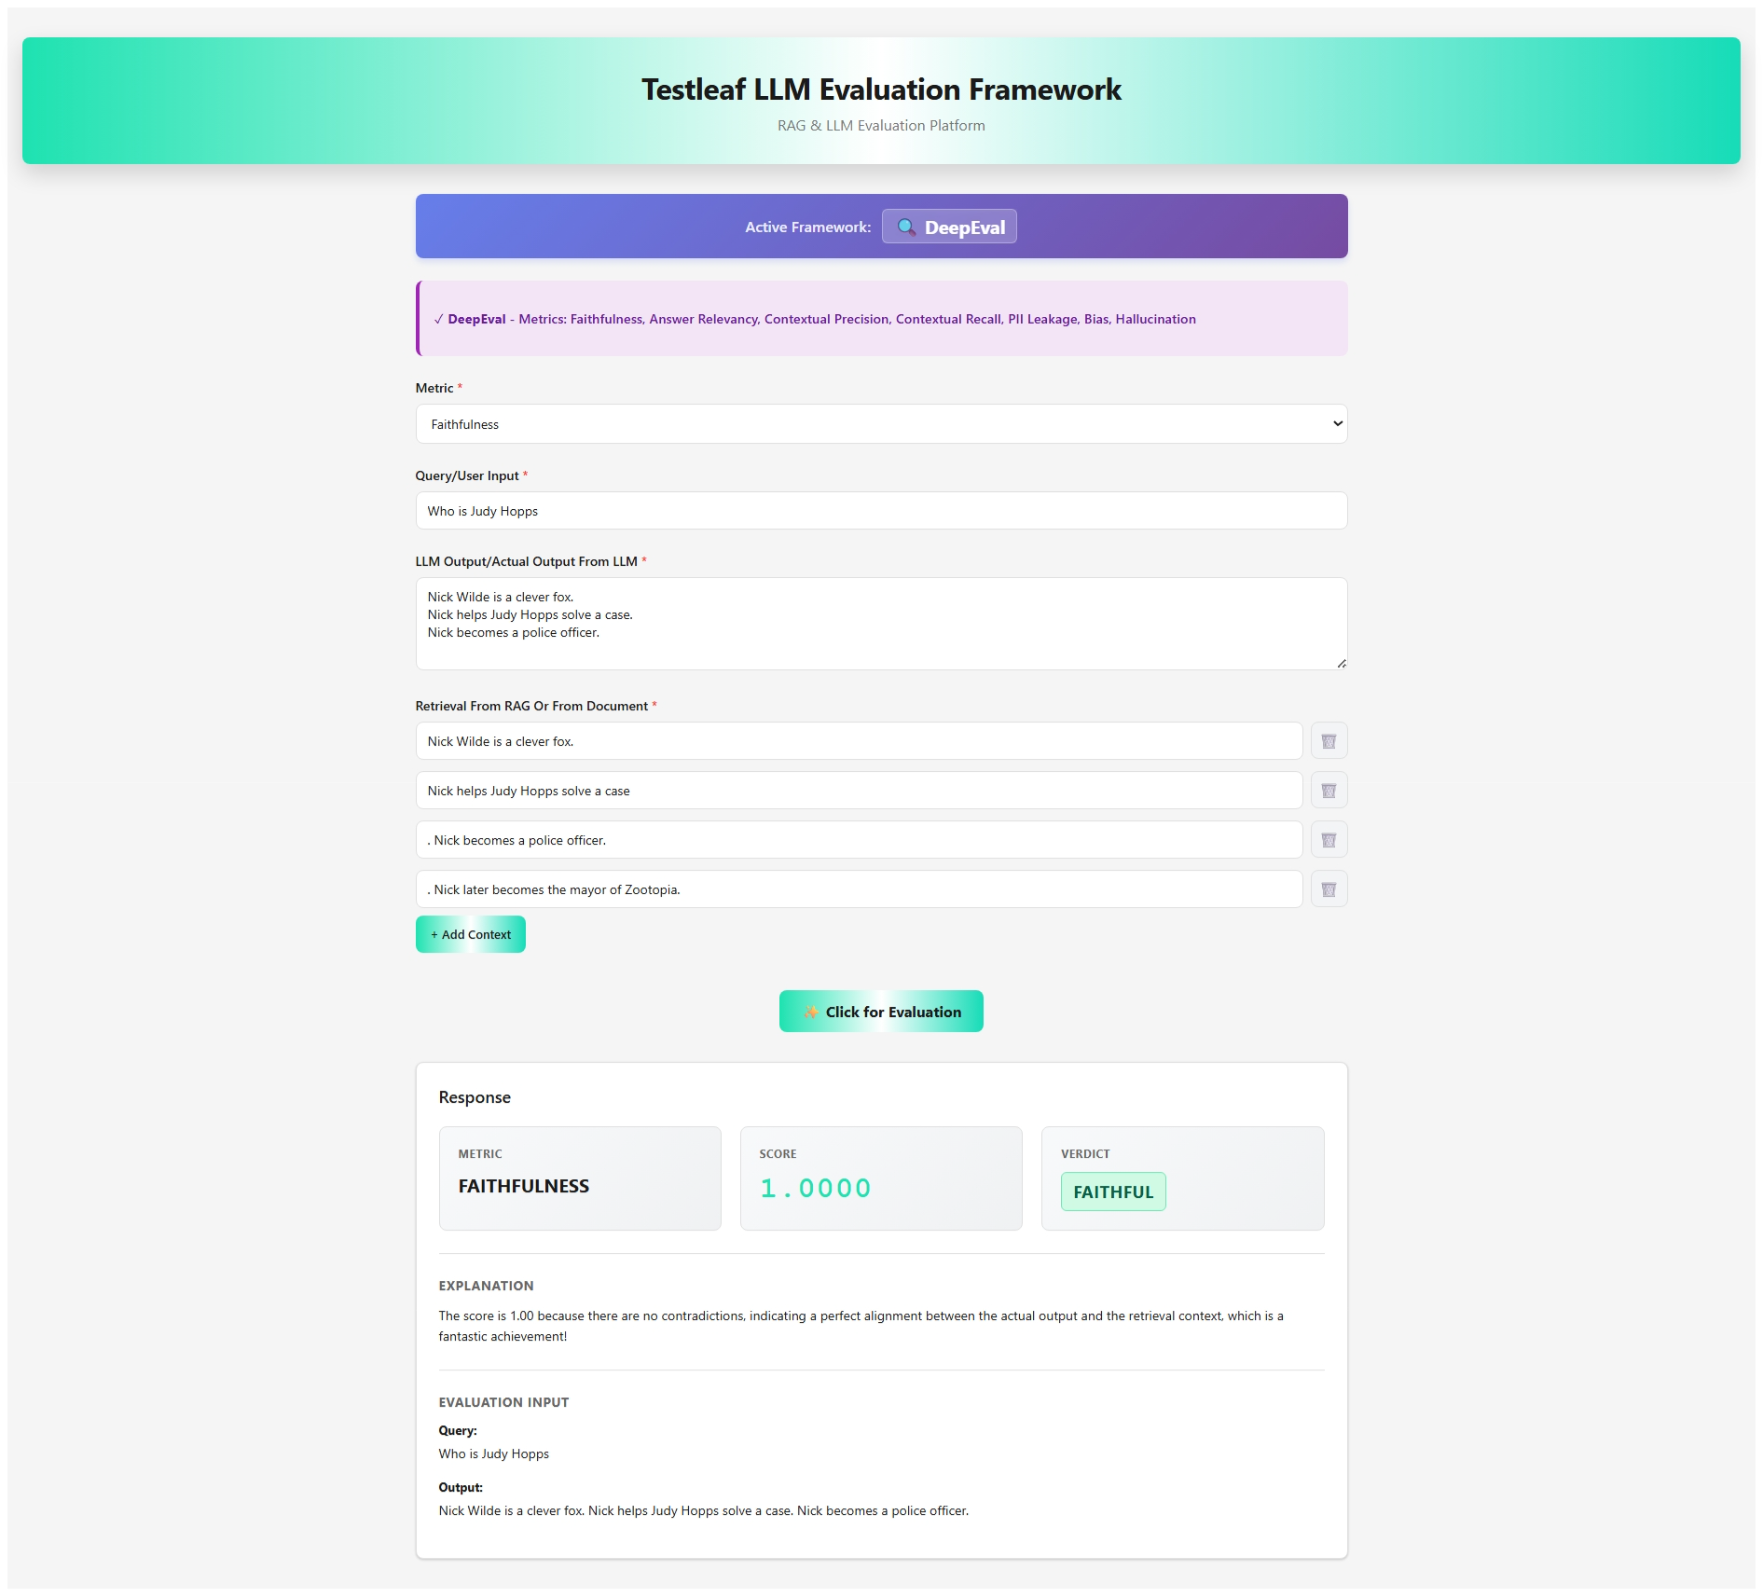 Testleaf LLM Evaluation Framework
RAG & LLM Evaluation Platform
Active Framework: 🔍 DeepEval
✓ DeepEval - Metrics: Faithfulness, Answer Relevancy, Contextual Precision, Contextual Recall, PII Leakage, Bias, Hallucination
Metric *
Faithfulness
Query/User Input *
Who is Judy Hopps
LLM Output/Actual Output From LLM *
Nick Wilde is a clever fox.
Nick helps Judy Hopps solve a case.
Nick becomes a police officer.
Retrieval From RAG Or From Document *
Nick Wilde is a clever fox.
Nick helps Judy Hopps solve a case
. Nick becomes a police officer.
. Nick later becomes the mayor of Zootopia.
+ Add Context
✨ Click for Evaluation
Response
METRIC
FAITHFULNESS
SCORE
1.0000
VERDICT
FAITHFUL
EXPLANATION
The score is 1.00 because there are no contradictions, indicating a perfect alignment between the actual output and the retrieval context, which is a
fantastic achievement!
EVALUATION INPUT
Query:
Who is Judy Hopps
Output:
Nick Wilde is a clever fox. Nick helps Judy Hopps solve a case. Nick becomes a police officer.